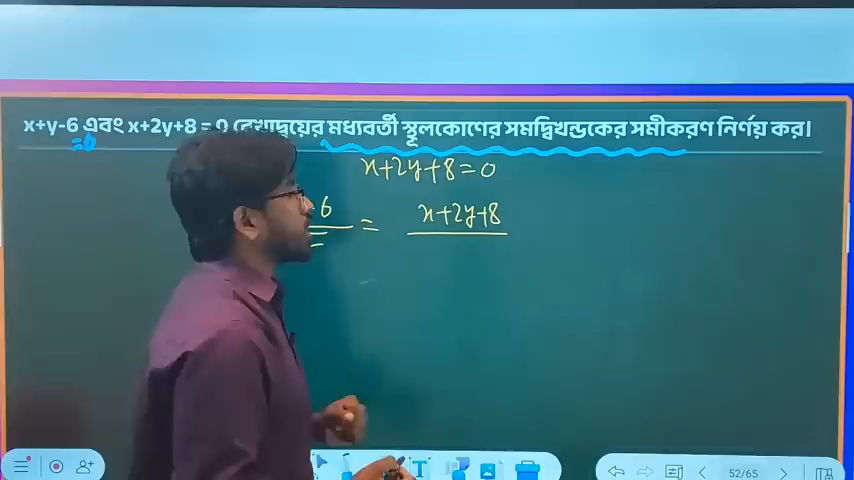 x+y-6 এবং x+2y+8 = 0 রেখাদ্বয়ের মধ্যবর্তী স্থূলকোণের সমদ্বিখন্ডকের সমীকরণ নির্ণয় কর।
=0
x+2y+8=0
6 = x+2y+8
52/65